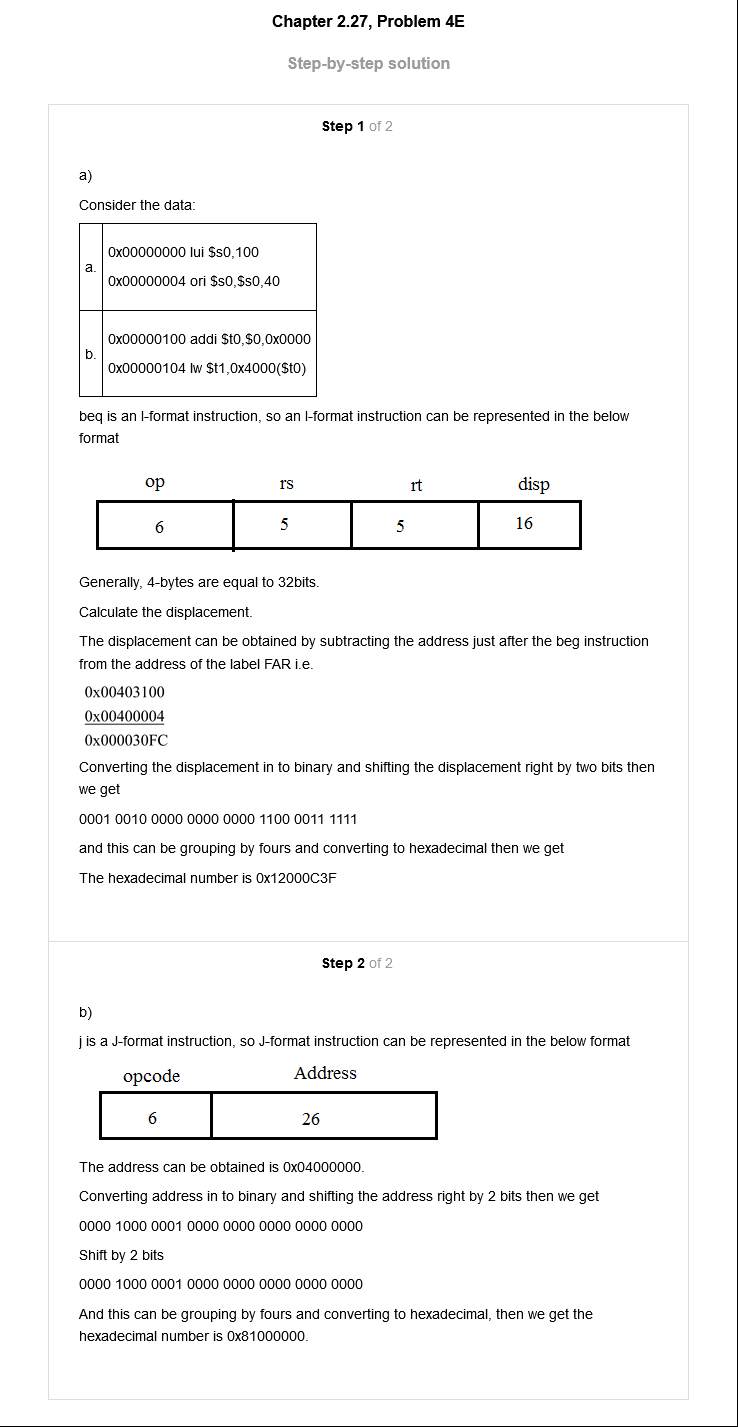 Chapter 2.27, Problem 4E
Step-by-step solution
Step 1 of 2
a)
Consider the data:
a.
0x00000000 lui $s0,100
0x00000004 ori $s0,$s0,40
b.
0x00000100 addi $t0,$0,0x0000
0x00000104 lw $t1,0x4000($t0)
beq is an I-format instruction, so an I-format instruction can be represented in the below
format
op rs rt disp
6 5 5 16
Generally, 4-bytes are equal to 32bits.
Calculate the displacement.
The displacement can be obtained by subtracting the address just after the beg instruction
from the address of the label FAR i.e.
0x00403100
0x00400004
0x000030FC
Converting the displacement in to binary and shifting the displacement right by two bits then
we get
0001 0010 0000 0000 0000 1100 0011 1111
and this can be grouping by fours and converting to hexadecimal then we get
The hexadecimal number is 0x12000C3F
Step 2 of 2
b)
j is a J-format instruction, so J-format instruction can be represented in the below format
opcode Address
6 26
The address can be obtained is 0x04000000.
Converting address in to binary and shifting the address right by 2 bits then we get
0000 1000 0001 0000 0000 0000 0000 0000
Shift by 2 bits
0000 1000 0001 0000 0000 0000 0000 0000
And this can be grouping by fours and converting to hexadecimal, then we get the
hexadecimal number is 0x81000000.